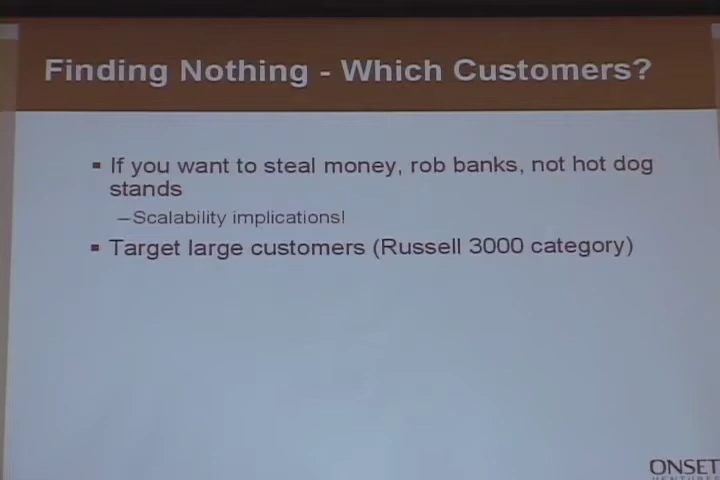 Finding Nothing - Which Customers?
▪ If you want to steal money, rob banks, not hot dog
stands
–Scalability implications!
▪ Target large customers (Russell 3000 category)
ONSET
VENTURES